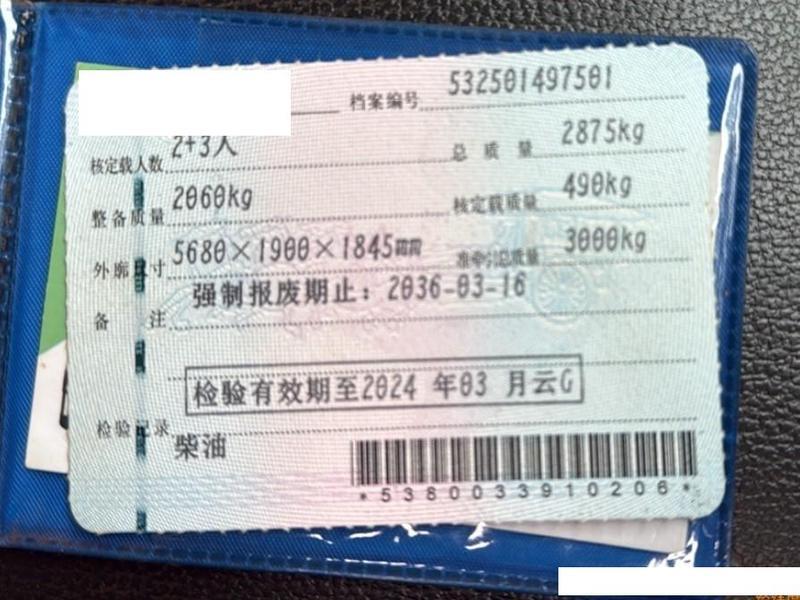 档案编号 532501497501
核定载人数 2+3人 总质量 2875kg
整备质量 2060kg 核定载质量 490kg
外廓尺寸 5680×1900×1845mm 准牵引总质量 3000kg
备注 强制报废期止：2036-03-16
检验有效期至2024 年03 月云G
检验记录
柴油
*5380033910206*